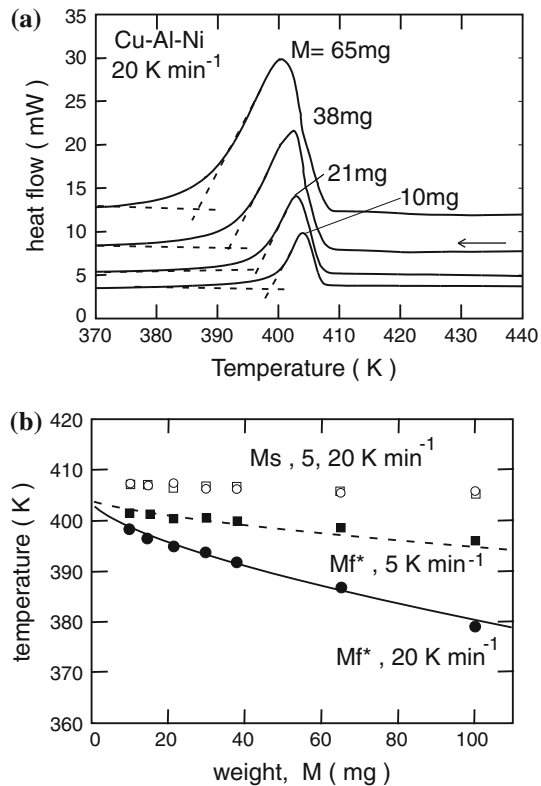 (a)
Cu-Al-Ni
20 K min-1
M= 65mg
38mg
21mg
10mg
35
30
25
20
15
10
5
0
heat flow ( mW )
370 380 390 400 410 420 430 440
Temperature ( K )
(b)
420
410
400
390
380
370
360
temperature ( K )
Ms , 5, 20 K min-1
Mf* , 5 K min-1
Mf* , 20 K min-1
0 20 40 60 80 100
weight, M ( mg )